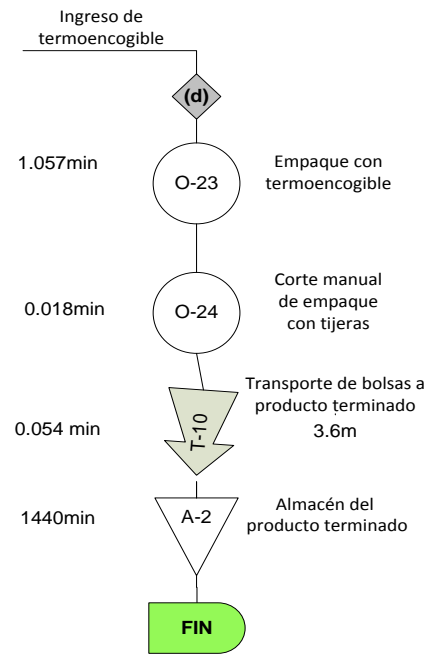 Ingreso de
termoencogible
(d)
1.057min
O-23
Empaque con
termoencogible
0.018min
O-24
Corte manual
de empaque
con tijeras
0.054 min
T-10
Transporte de bolsas a
producto terminado
3.6m
1440min
A-2
Almacén del
producto terminado
FIN